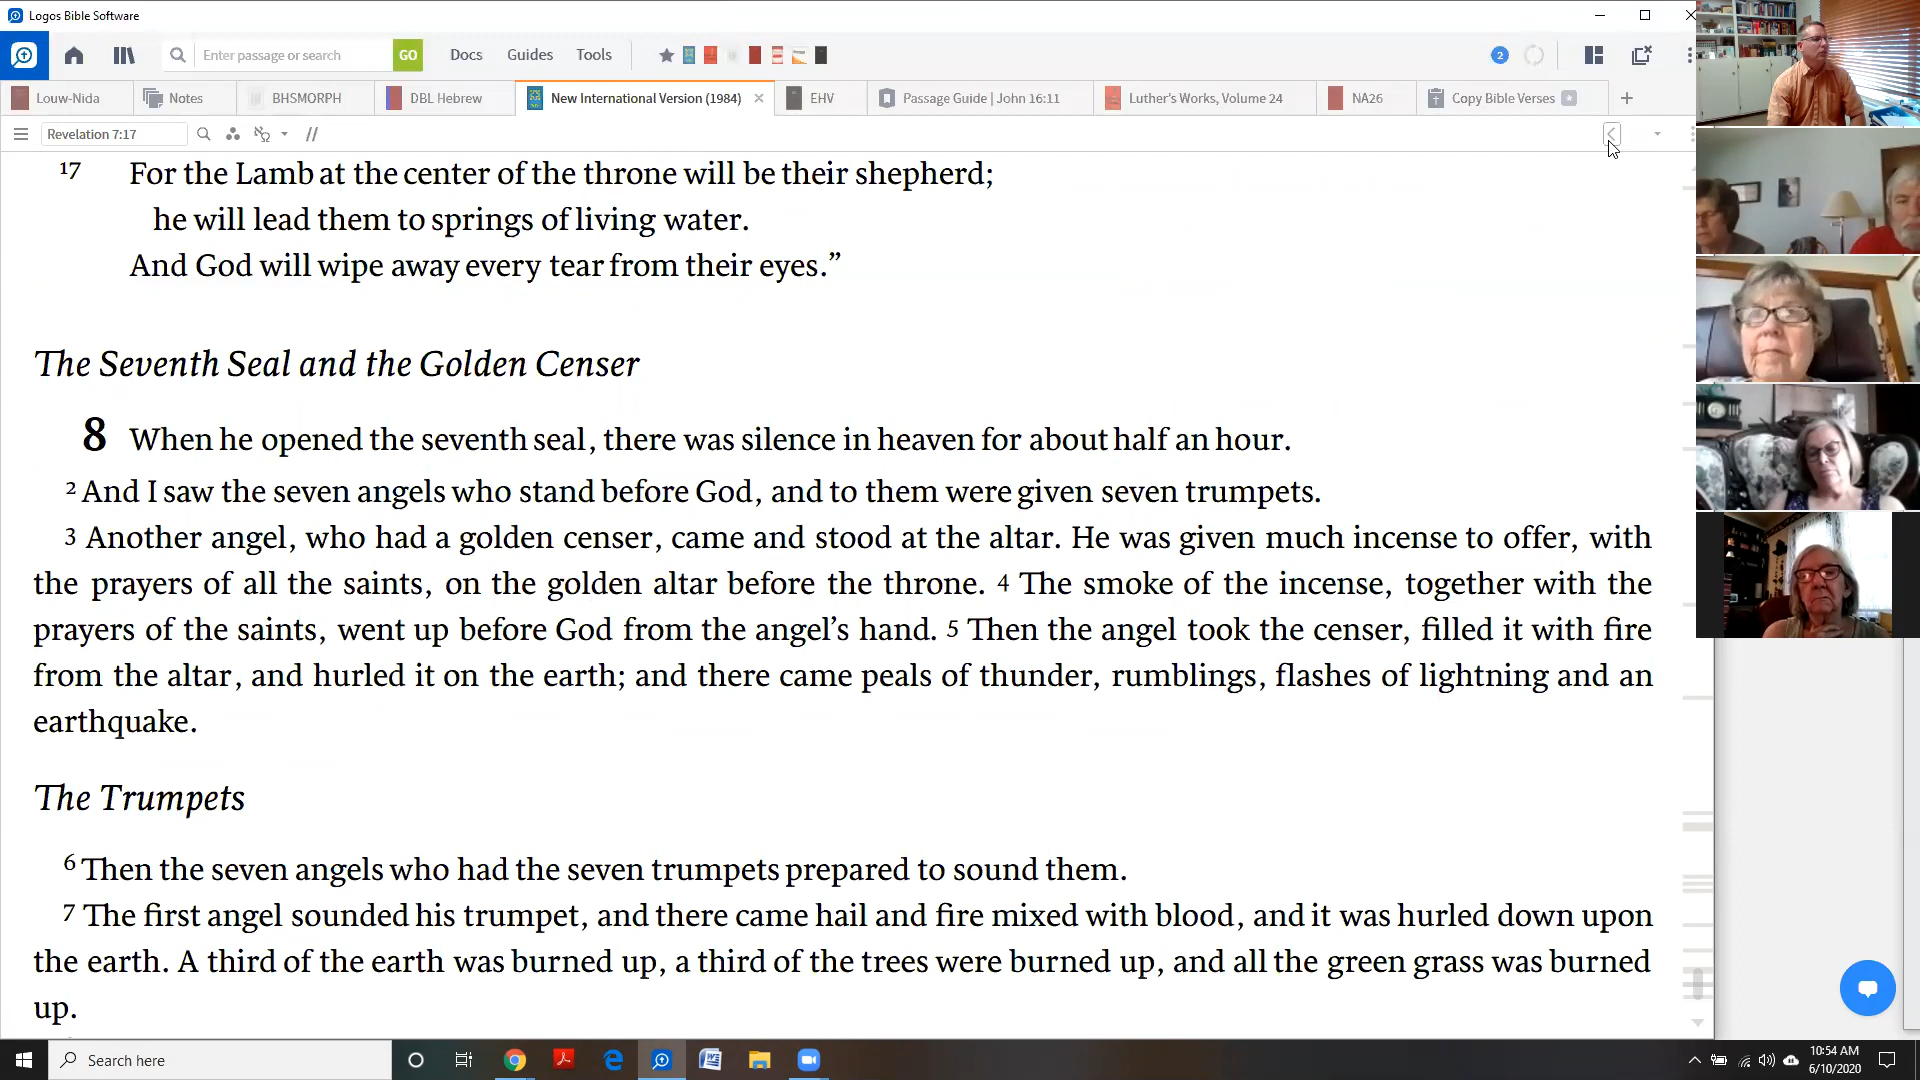 Logos Bible Software
Enter passage or search
GO
Docs
Guides
Tools
2
Louw-Nida
Notes
BHSMORPH
DBL Hebrew
New International Version (1984)
EHV
Passage Guide | John 16:11
Luther's Works, Volume 24
NA26
Copy Bible Verses
Revelation 7:17
17 For the Lamb at the center of the throne will be their shepherd;
he will lead them to springs of living water.
And God will wipe away every tear from their eyes.”
The Seventh Seal and the Golden Censer
8 When he opened the seventh seal, there was silence in heaven for about half an hour.
2 And I saw the seven angels who stand before God, and to them were given seven trumpets.
3 Another angel, who had a golden censer, came and stood at the altar. He was given much incense to offer, with
the prayers of all the saints, on the golden altar before the throne. 4 The smoke of the incense, together with the
prayers of the saints, went up before God from the angel’s hand. 5 Then the angel took the censer, filled it with fire
from the altar, and hurled it on the earth; and there came peals of thunder, rumblings, flashes of lightning and an
earthquake.
The Trumpets
6 Then the seven angels who had the seven trumpets prepared to sound them.
7 The first angel sounded his trumpet, and there came hail and fire mixed with blood, and it was hurled down upon
the earth. A third of the earth was burned up, a third of the trees were burned up, and all the green grass was burned
up.
Search here
10:54 AM
6/10/2020